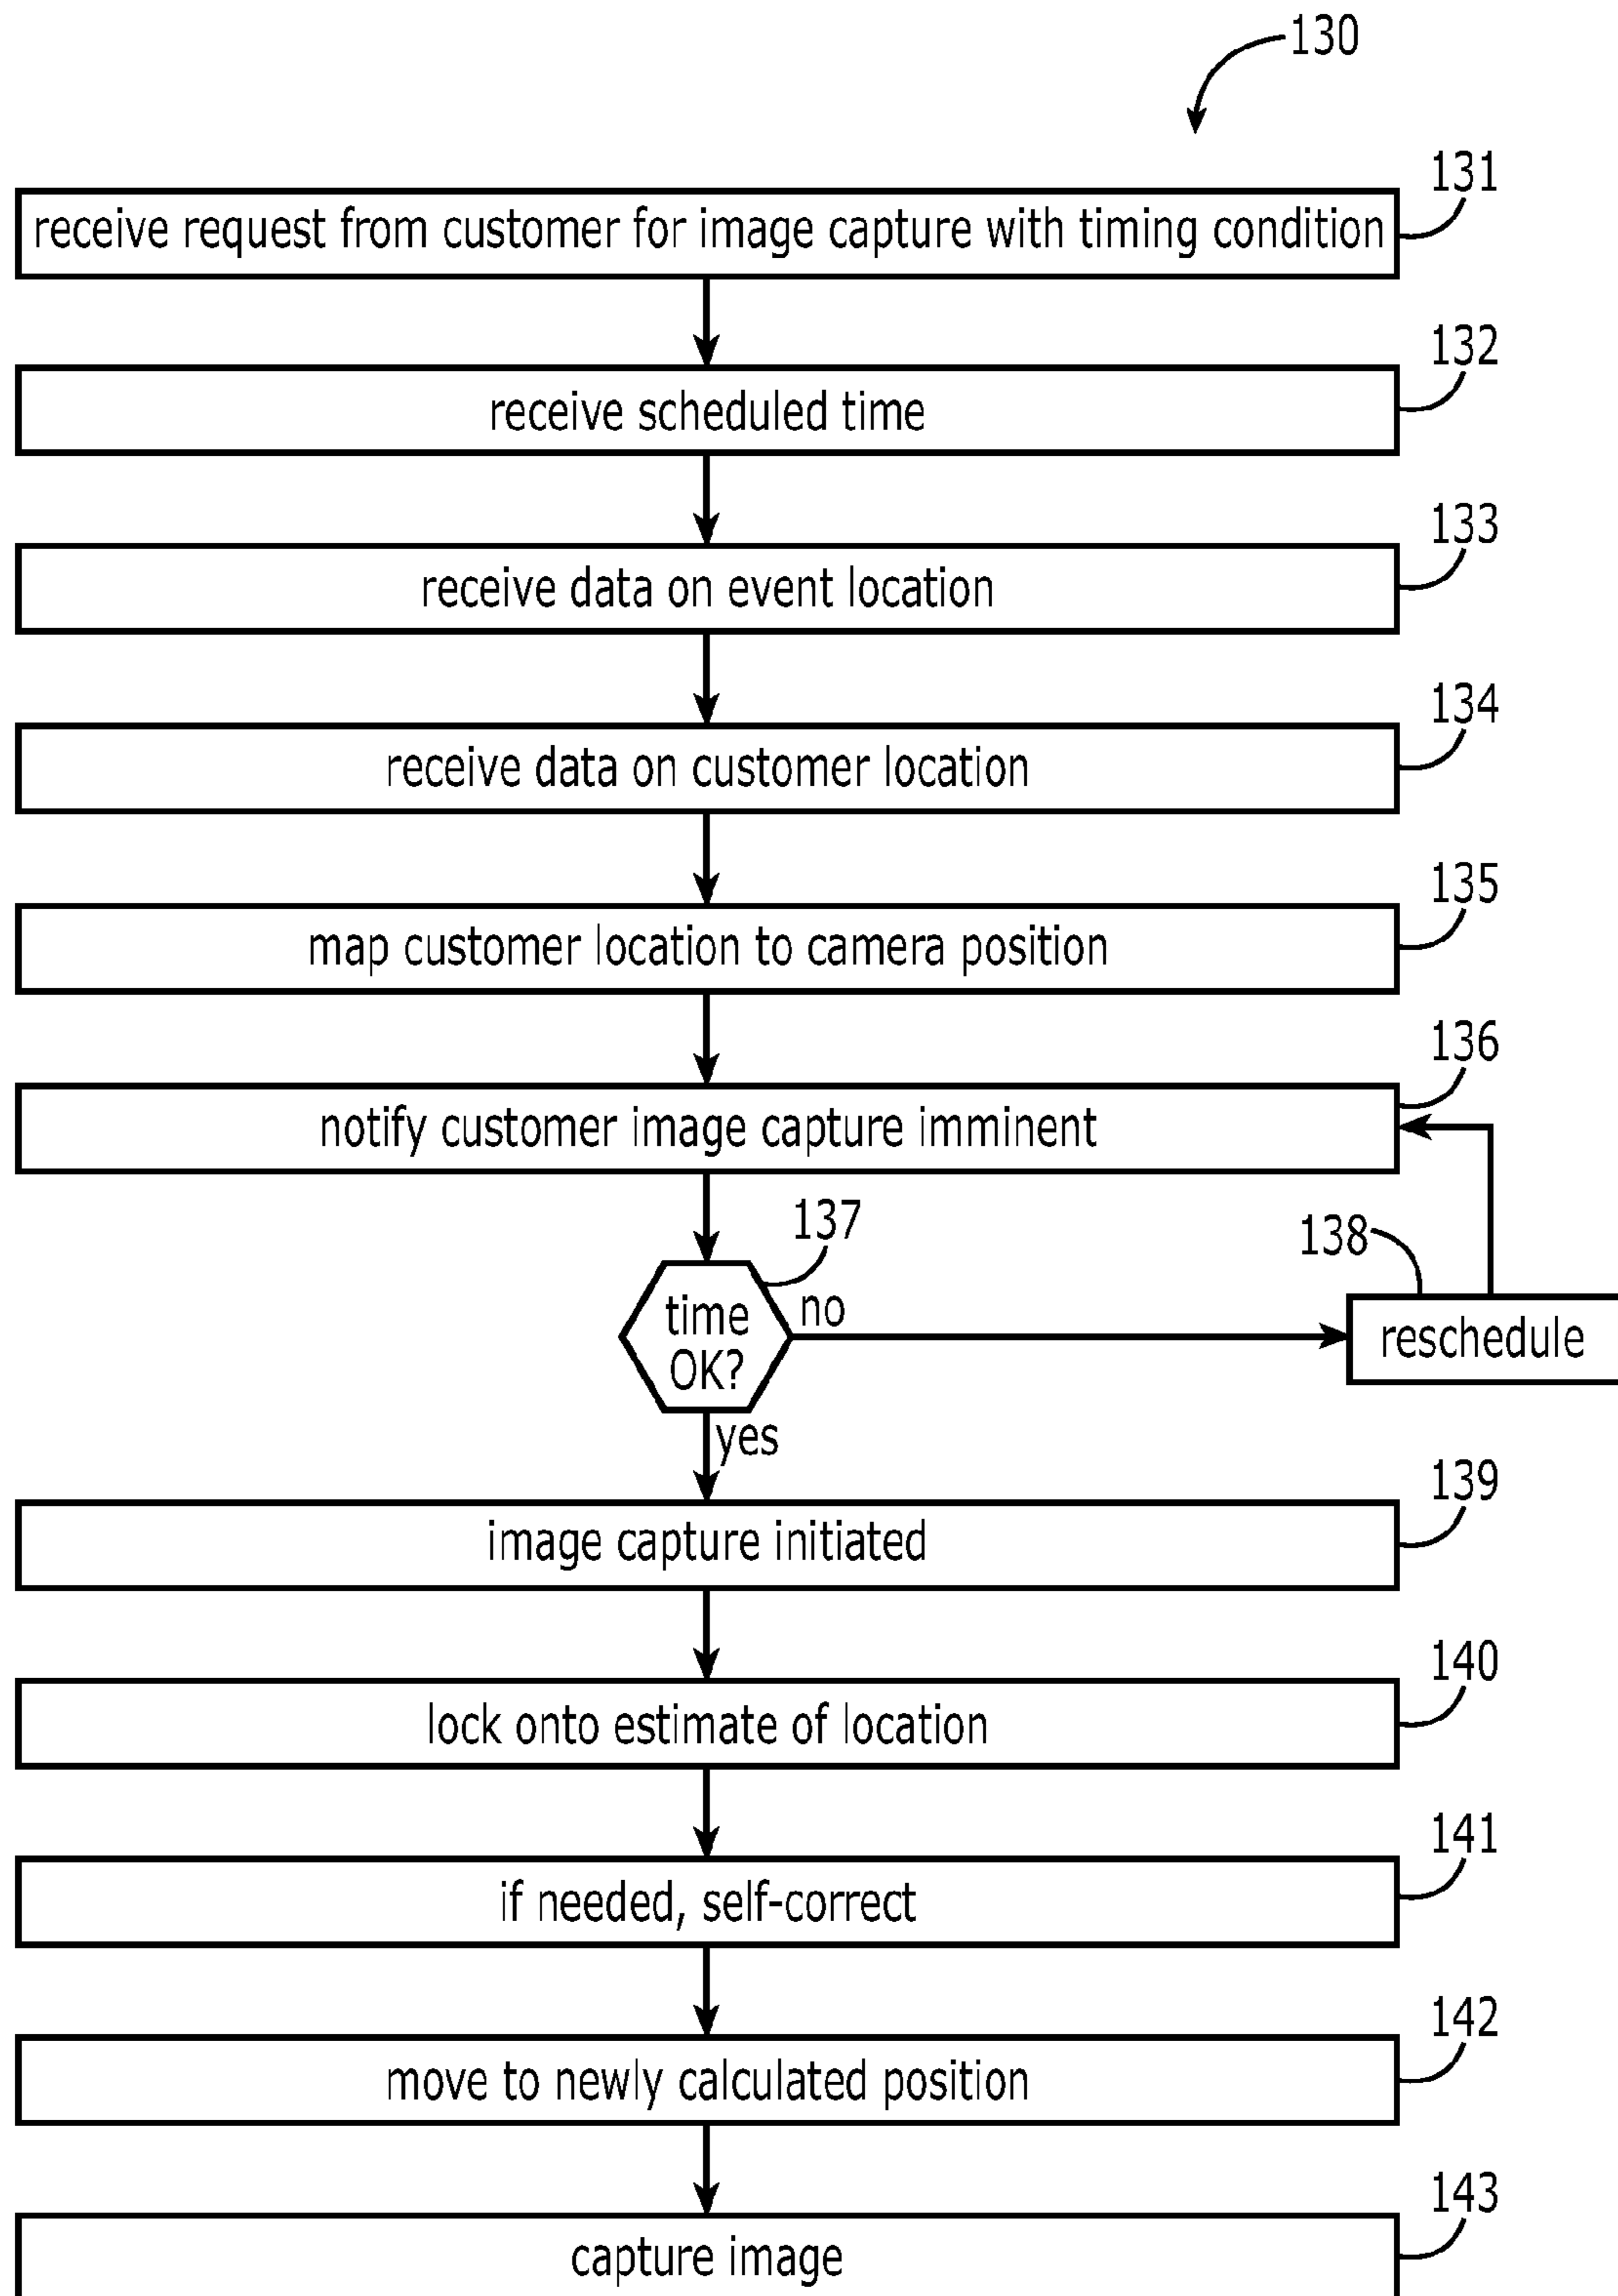 130
131
receive request from customer for image capture with timing condition
132
receive scheduled time
133
receive data on event location
134
receive data on customer location
135
map customer location to camera position
136
notify customer image capture imminent
137
138
time
OK?
no
reschedule
yes
139
image capture initiated
140
lock onto estimate of location
141
if needed, self-correct
142
move to newly calculated position
143
capture image